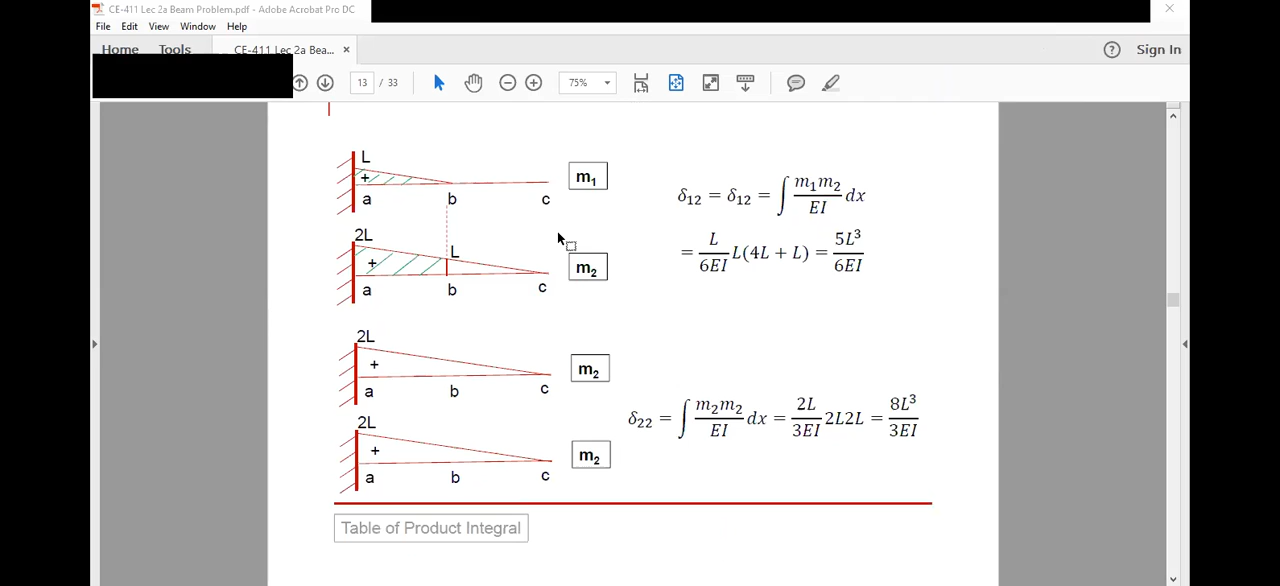 CE-411 Lec 2a Beam Problem.pdf - Adobe Acrobat Pro DC
File Edit View Window Help
Home Tools CE-411 Lec 2a Bea... × Sign In
13 / 33 75%
L
+
a b c
m₁
δ₁₂ = δ₁₂ = ∫ m₁m₂/EI dx
2L
L
+
a b c
m₂
= L/6EI L(4L + L) = 5L³/6EI
2L
+
a b c
m₂
δ₂₂ = ∫ m₂m₂/EI dx = 2L/3EI 2L2L = 8L³/3EI
2L
+
a b c
m₂
Table of Product Integral